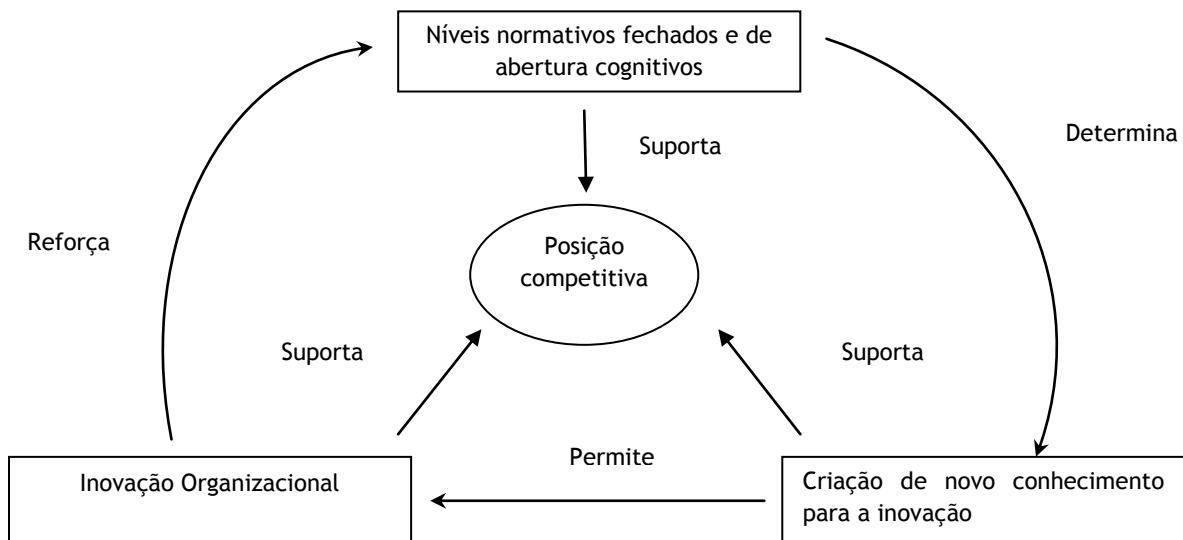 Níveis normativos fechados e de
abertura cognitivos
Determina
Suporta
Reforça
Posição
competitiva
Suporta
Suporta
Permite
Inovação Organizacional
Criação de novo conhecimento
para a inovação